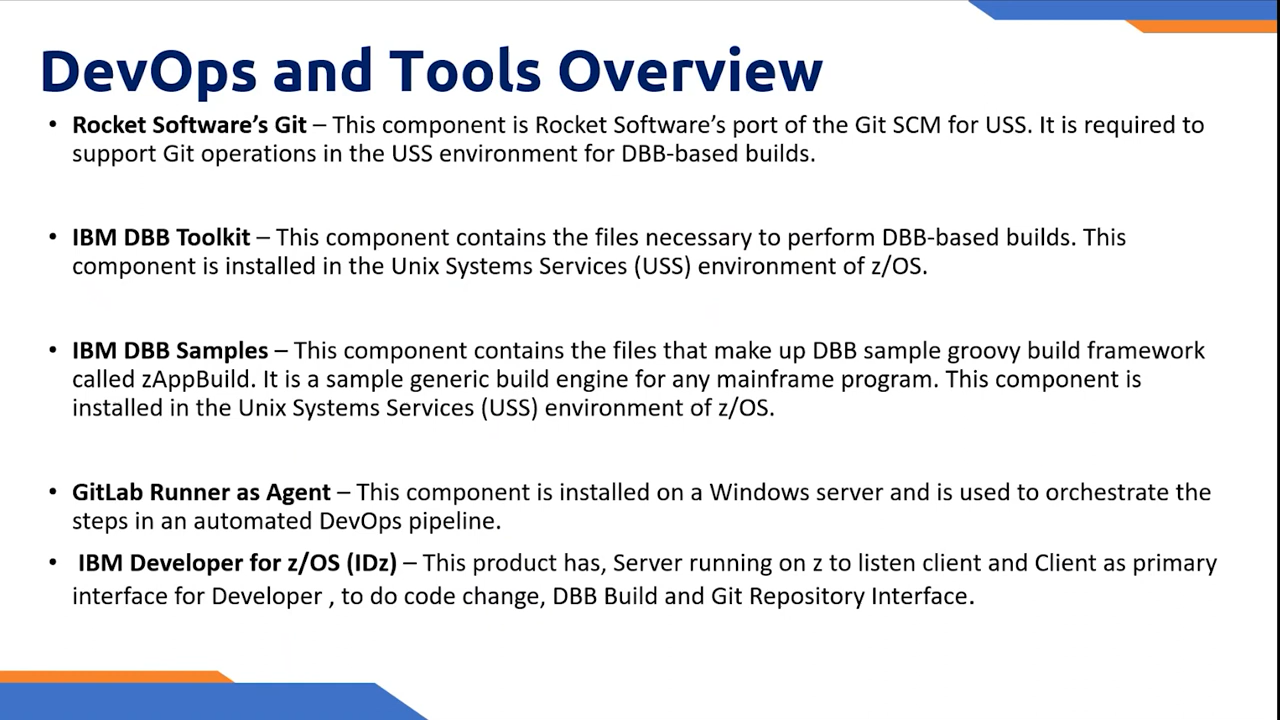 DevOps and Tools Overview
• Rocket Software’s Git – This component is Rocket Software’s port of the Git SCM for USS. It is required to
support Git operations in the USS environment for DBB-based builds.
• IBM DBB Toolkit – This component contains the files necessary to perform DBB-based builds. This
component is installed in the Unix Systems Services (USS) environment of z/OS.
• IBM DBB Samples – This component contains the files that make up DBB sample groovy build framework
called zAppBuild. It is a sample generic build engine for any mainframe program. This component is
installed in the Unix Systems Services (USS) environment of z/OS.
• GitLab Runner as Agent – This component is installed on a Windows server and is used to orchestrate the
steps in an automated DevOps pipeline.
• IBM Developer for z/OS (IDz) – This product has, Server running on z to listen client and Client as primary
interface for Developer , to do code change, DBB Build and Git Repository Interface.